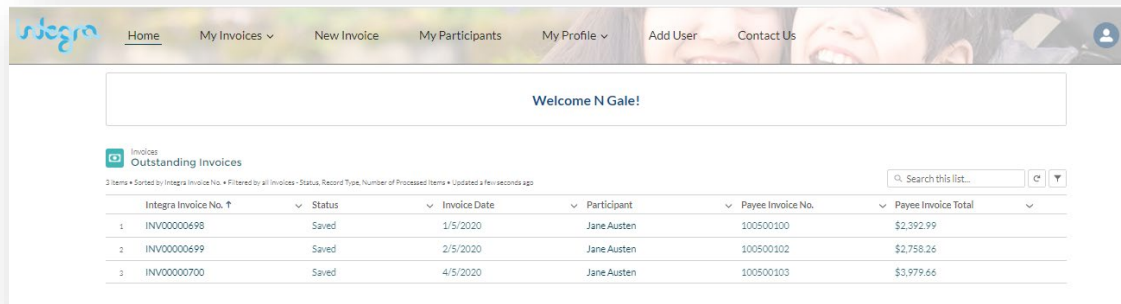 integra Home My Invoices New Invoice My Participants My Profile Add User Contact Us
Welcome N Gale!
Invoices
Outstanding Invoices
3 items • Sorted by Integra Invoice No. • Filtered by all invoices - Status, Record Type, Number of Processed Items • Updated a few seconds ago
Search this list...
Integra Invoice No. ↑ Status Invoice Date Participant Payee Invoice No. Payee Invoice Total
1 INV00000698 Saved 1/5/2020 Jane Austen 100500100 $2,392.99
2 INV00000699 Saved 2/5/2020 Jane Austen 100500102 $2,758.26
3 INV00000700 Saved 4/5/2020 Jane Austen 100500103 $3,979.66